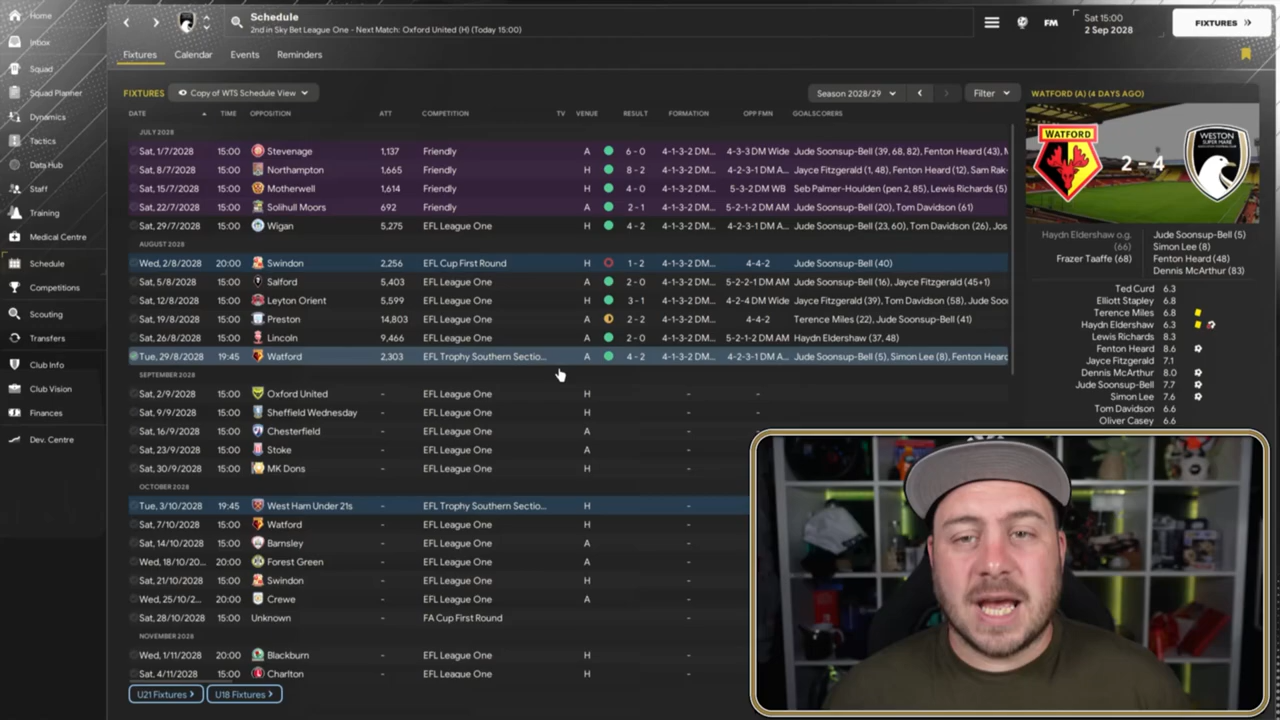 Home
Inbox
Squad
Squad Planner
Dynamics
Tactics
Data Hub
Staff
Training
Medical Centre
Schedule
Competitions
Scouting
Transfers
Club Info
Club Vision
Finances
Dev. Centre
Schedule
2nd in Sky Bet League One - Next Match: Oxford United (H) (Today 15:00)
FM
Sat 15:00
2 Sep 2028
FIXTURES
Fixtures Calendar Events Reminders
FIXTURES Copy of WTS Schedule View Season 2028/29 Filter
DATE TIME OPPOSITION ATT COMPETITION TV VENUE RESULT FORMATION OPP FMN GOALSCORERS
JULY 2028
Sat, 1/7/2028 15:00 Stevenage 1,137 Friendly A 6 - 0 4-1-3-2 DM... 4-3-3 DM Wide Jude Soonsup-Bell (39, 68, 82), Fenton Heard (43), M
Sat, 8/7/2028 15:00 Northampton 1,665 Friendly H 8 - 2 4-1-3-2 DM... 4-2-3-1 DM A... Jayce Fitzgerald (1, 48), Fenton Heard (12), Sam Rak-
Sat, 15/7/2028 15:00 Motherwell 1,614 Friendly H 4 - 0 4-1-3-2 DM... 5-3-2 DM WB Seb Palmer-Houlden (pen 2, 85), Lewis Richards (5)
Sat, 22/7/2028 15:00 Solihull Moors 692 Friendly H 2 - 1 4-1-3-2 DM... 5-2-1-2 DM AM Jude Soonsup-Bell (20), Tom Davidson (61)
Sat, 29/7/2028 15:00 Wigan 5,275 EFL League One H 4 - 2 4-1-3-2 DM... 4-2-3-1 DM A... Jude Soonsup-Bell (23, 60), Tom Davidson (26), Jos
AUGUST 2028
Wed, 2/8/2028 20:00 Swindon 2,256 EFL Cup First Round H 1 - 2 4-1-3-2 DM... 4-4-2 Jude Soonsup-Bell (40)
Sat, 5/8/2028 15:00 Salford 5,403 EFL League One A 2 - 0 4-1-3-2 DM... 5-2-2-1 DM AM Jude Soonsup-Bell (16), Jayce Fitzgerald (45+1)
Sat, 12/8/2028 15:00 Leyton Orient 5,599 EFL League One H 3 - 1 4-1-3-2 DM... 4-2-4 DM Wide Jayce Fitzgerald (39), Tom Davidson (58), Jude Soo
Sat, 19/8/2028 15:00 Preston 14,803 EFL League One A 2 - 2 4-1-3-2 DM... 4-4-2 Terence Miles (22), Jude Soonsup-Bell (41)
Sat, 26/8/2028 15:00 Lincoln 9,466 EFL League One A 2 - 0 4-1-3-2 DM... 5-2-1-2 DM AM Haydn Eldershaw (37, 48)
Tue, 29/8/2028 19:45 Watford 2,303 EFL Trophy Southern Sectio... A 4 - 2 4-1-3-2 DM... 4-2-3-1 DM A... Jude Soonsup-Bell (5), Simon Lee (8), Fenton Heard
SEPTEMBER 2028
Sat, 2/9/2028 15:00 Oxford United - EFL League One H - -
Sat, 9/9/2028 15:00 Sheffield Wednesday - EFL League One H - -
Sat, 16/9/2028 15:00 Chesterfield - EFL League One A - -
Sat, 23/9/2028 15:00 Stoke - EFL League One A -
Sat, 30/9/2028 15:00 MK Dons - EFL League One H -
OCTOBER 2028
Tue, 3/10/2028 19:45 West Ham Under 21s - EFL Trophy Southern Sectio... H -
Sat, 7/10/2028 15:00 Watford - EFL League One H -
Sat, 14/10/2028 15:00 Barnsley - EFL League One A -
Wed, 18/10/20... 20:00 Forest Green - EFL League One A -
Sat, 21/10/2028 15:00 Swindon - EFL League One H -
Wed, 25/10/2... 20:00 Crewe - EFL League One A -
Sat, 28/10/2028 15:00 Unknown - FA Cup First Round -
NOVEMBER 2028
Wed, 1/11/2028 20:00 Blackburn - EFL League One H -
Sat, 4/11/2028 15:00 Charlton - EFL League One H -
U21 Fixtures U18 Fixtures
WATFORD (A) (4 DAYS AGO)
WATFORD
2 - 4
WESTON
SUPER MARE
Haydn Eldershaw o.g.
(66)
Frazer Taaffe (68)
Jude Soonsup-Bell (5)
Simon Lee (8)
Fenton Heard (48)
Dennis McArthur (83)
Ted Curd 6.3
Elliott Stapley 6.8
Terence Miles 6.8
Haydn Eldershaw 6.3
Lewis Richards 8.3
Fenton Heard 8.6
Jayce Fitzgerald 7.1
Dennis McArthur 8.0
Jude Soonsup-Bell 7.7
Simon Lee 7.6
Tom Davidson 6.6
Oliver Casey 6.6